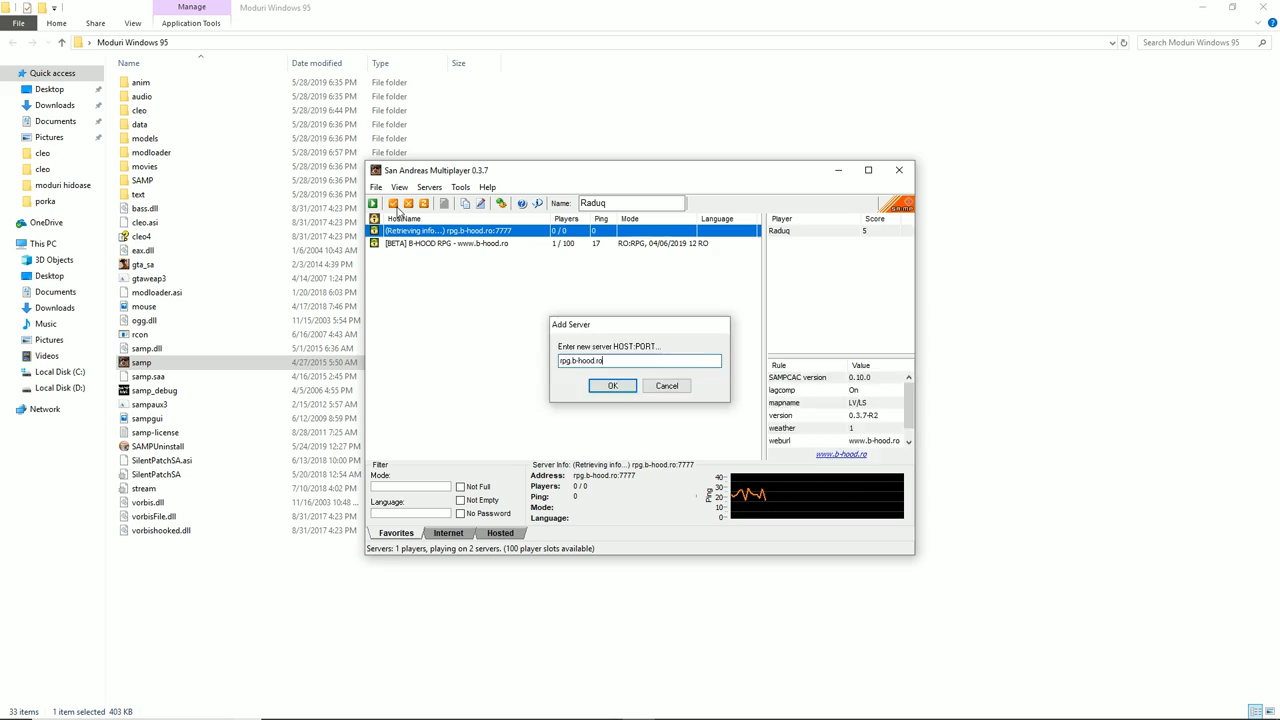 Manage
Moduri Windows 95
File
Home
Share
View
Application Tools
Moduri Windows 95
Search Moduri Windows 95
Quick access
Desktop
Downloads
Documents
Pictures
cleo
cleo
moduri hidoase
porka
OneDrive
This PC
3D Objects
Desktop
Documents
Downloads
Music
Pictures
Videos
Local Disk (C:)
Local Disk (D:)
Network
Name Date modified Type Size
anim 5/28/2019 6:35 PM File folder
audio 5/28/2019 6:35 PM File folder
cleo 5/28/2019 6:44 PM File folder
data 5/28/2019 6:35 PM File folder
models 5/28/2019 6:35 PM File folder
modloader 5/28/2019 6:57 PM File folder
movies 5/28/2019 6:36 PM
SAMP 5/28/2019 6:36 PM
text 5/28/2019 6:36 PM
bass.dll 8/31/2017 4:23 PM
cleo.asi 8/31/2017 4:23 PM
cleo4 8/31/2017 4:23 PM
eax.dll 1/6/2004 10:43 AM
gta_sa 2/3/2014 4:39 PM
gtaweap3 4/14/2007 1:24 PM
modloader.asi 1/20/2018 6:03 PM
mouse 4/17/2018 7:46 PM
ogg.dll 11/15/2003 5:54 PM
rcon 6/16/2007 4:43 AM
samp.dll 5/1/2015 6:36 AM
samp 4/27/2015 5:50 AM
samp.saa 4/16/2015 2:45 PM
samp_debug 4/5/2006 4:55 PM
sampaux3 2/15/2012 5:57 AM
sampgui 6/12/2009 8:59 PM
samp-license 8/28/2011 7:25 AM
SAMPUninstall 5/24/2019 12:27 PM
SilentPatchSA.asi 6/13/2018 10:00 PM
SilentPatchSA 5/20/2018 12:54 AM
stream 7/10/2018 4:02 PM
vorbis.dll 11/16/2003 10:48 ...
vorbisFile.dll 8/31/2017 4:23 PM
vorbishooked.dll 8/31/2017 4:23 PM
33 items 1 item selected 403 KB
San Andreas Multiplayer 0.3.7
File View Servers Tools Help
Name: Raduq
HostName Players Ping Mode Language
(Retrieving info...) rpg.b-hood.ro:7777 0 / 0 0
[BETA] B-HOOD RPG - www.b-hood.ro 1 / 100 17 RO:RPG, 04/06/2019 12 RO
Player Score
Raduq 5
Add Server
Enter new server HOST:PORT...
rpg.b-hood.ro
OK Cancel
Rule Value
SAMPCAC version 0.10.0
lagcomp On
mapname LV/LS
version 0.3.7-R2
weather 1
weburl www.b-hood.ro
www.b-hood.ro
Filter
Mode:
Not Full
Not Empty
Language:
No Password
Server Info: (Retrieving info...) rpg.b-hood.ro:7777
Address: rpg.b-hood.ro:7777
Players: 0 / 0
Ping: 0
Mode:
Language:
Ping
40
30
20
10
0
Favorites Internet Hosted
Servers: 1 players, playing on 2 servers. (100 player slots available)